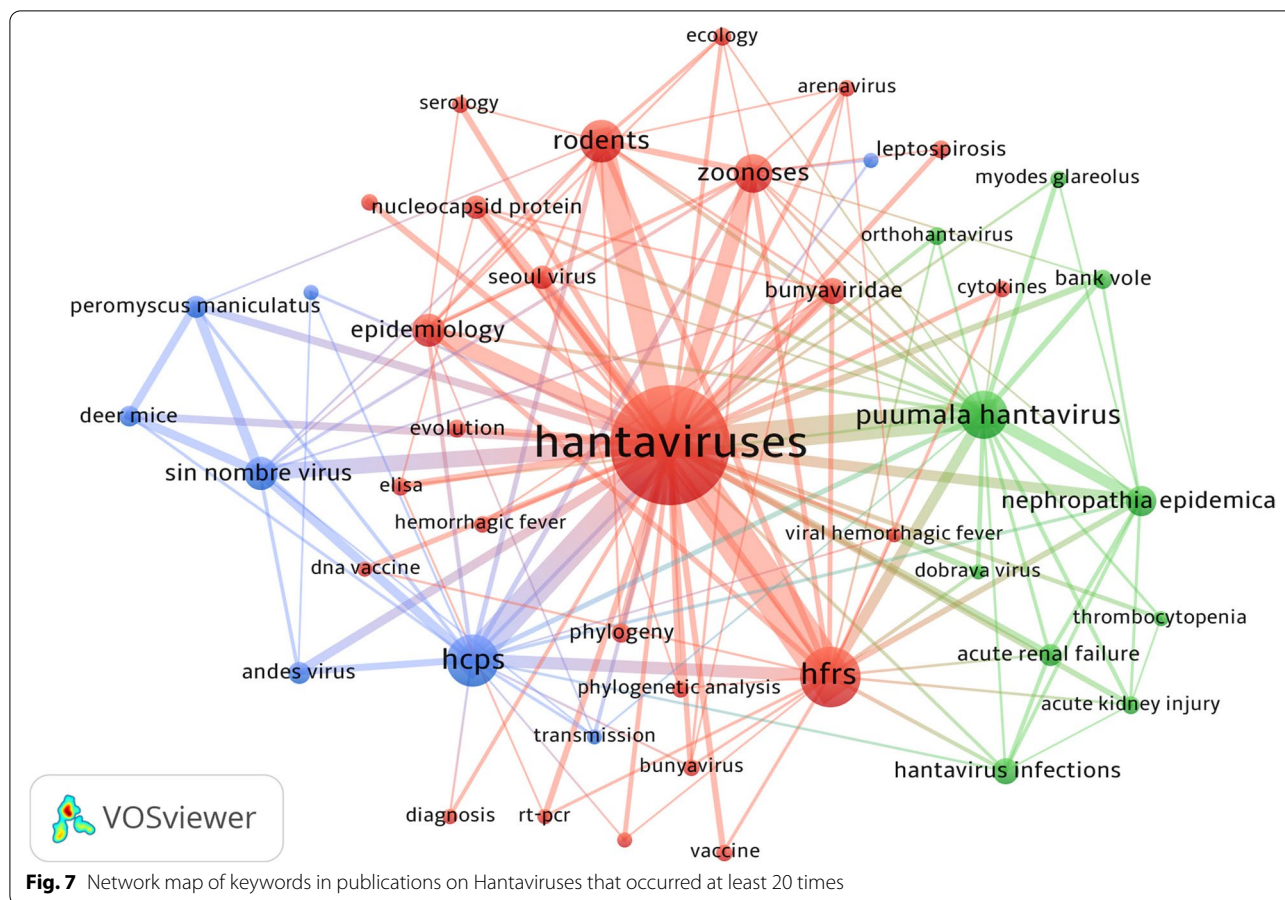 ecology
arenavirus
serology
rodents
leptospirosis
zoonoses
myodes glareolus
nucleocapsid protein
orthohantavirus
seoul virus
bunyaviridae
cytokines
bank vole
peromyscus maniculatus
epidemiology
deer mice
puumala hantavirus
evolution
hantaviruses
sin nombre virus
elisa
nephropathia epidemica
hemorrhagic fever
viral hemorrhagic fever
dna vaccine
dobrava virus
thrombocytopenia
phylogeny
acute renal failure
hcps
andes virus
hfrs
phylogenetic analysis
acute kidney injury
transmission
bunyavirus
hantavirus infections
diagnosis
rt-pcr
vaccine
VOSviewer
Fig. 7 Network map of keywords in publications on Hantaviruses that occurred at least 20 times